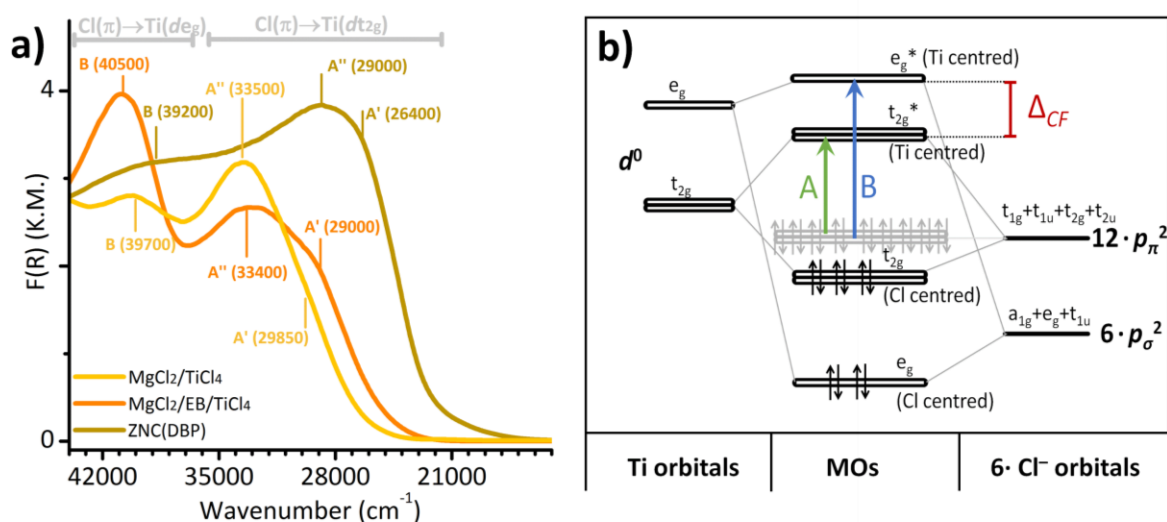 a)
Cl(π)→Ti(deg)
Cl(π)→Ti(dt2g)
B (40500)
A'' (33500)
A'' (29000)
B (39200)
A' (26400)
B (39700)
A'' (33400)
A' (29000)
A' (29850)
F(R) (K.M.)
4
0
MgCl2/TiCl4
MgCl2/EB/TiCl4
ZNC(DBP)
42000 35000 28000 21000
Wavenumber (cm-1)
b)
eg* (Ti centred)
eg
t2g*
(Ti centred)
ΔCF
d0
t2g
A
B
t1g+t1u+t2g+t2u
12· pπ2
t2g
(Cl centred)
a1g+eg+t1u
6· pσ2
eg
(Cl centred)
Ti orbitals
MOs
6· Cl– orbitals